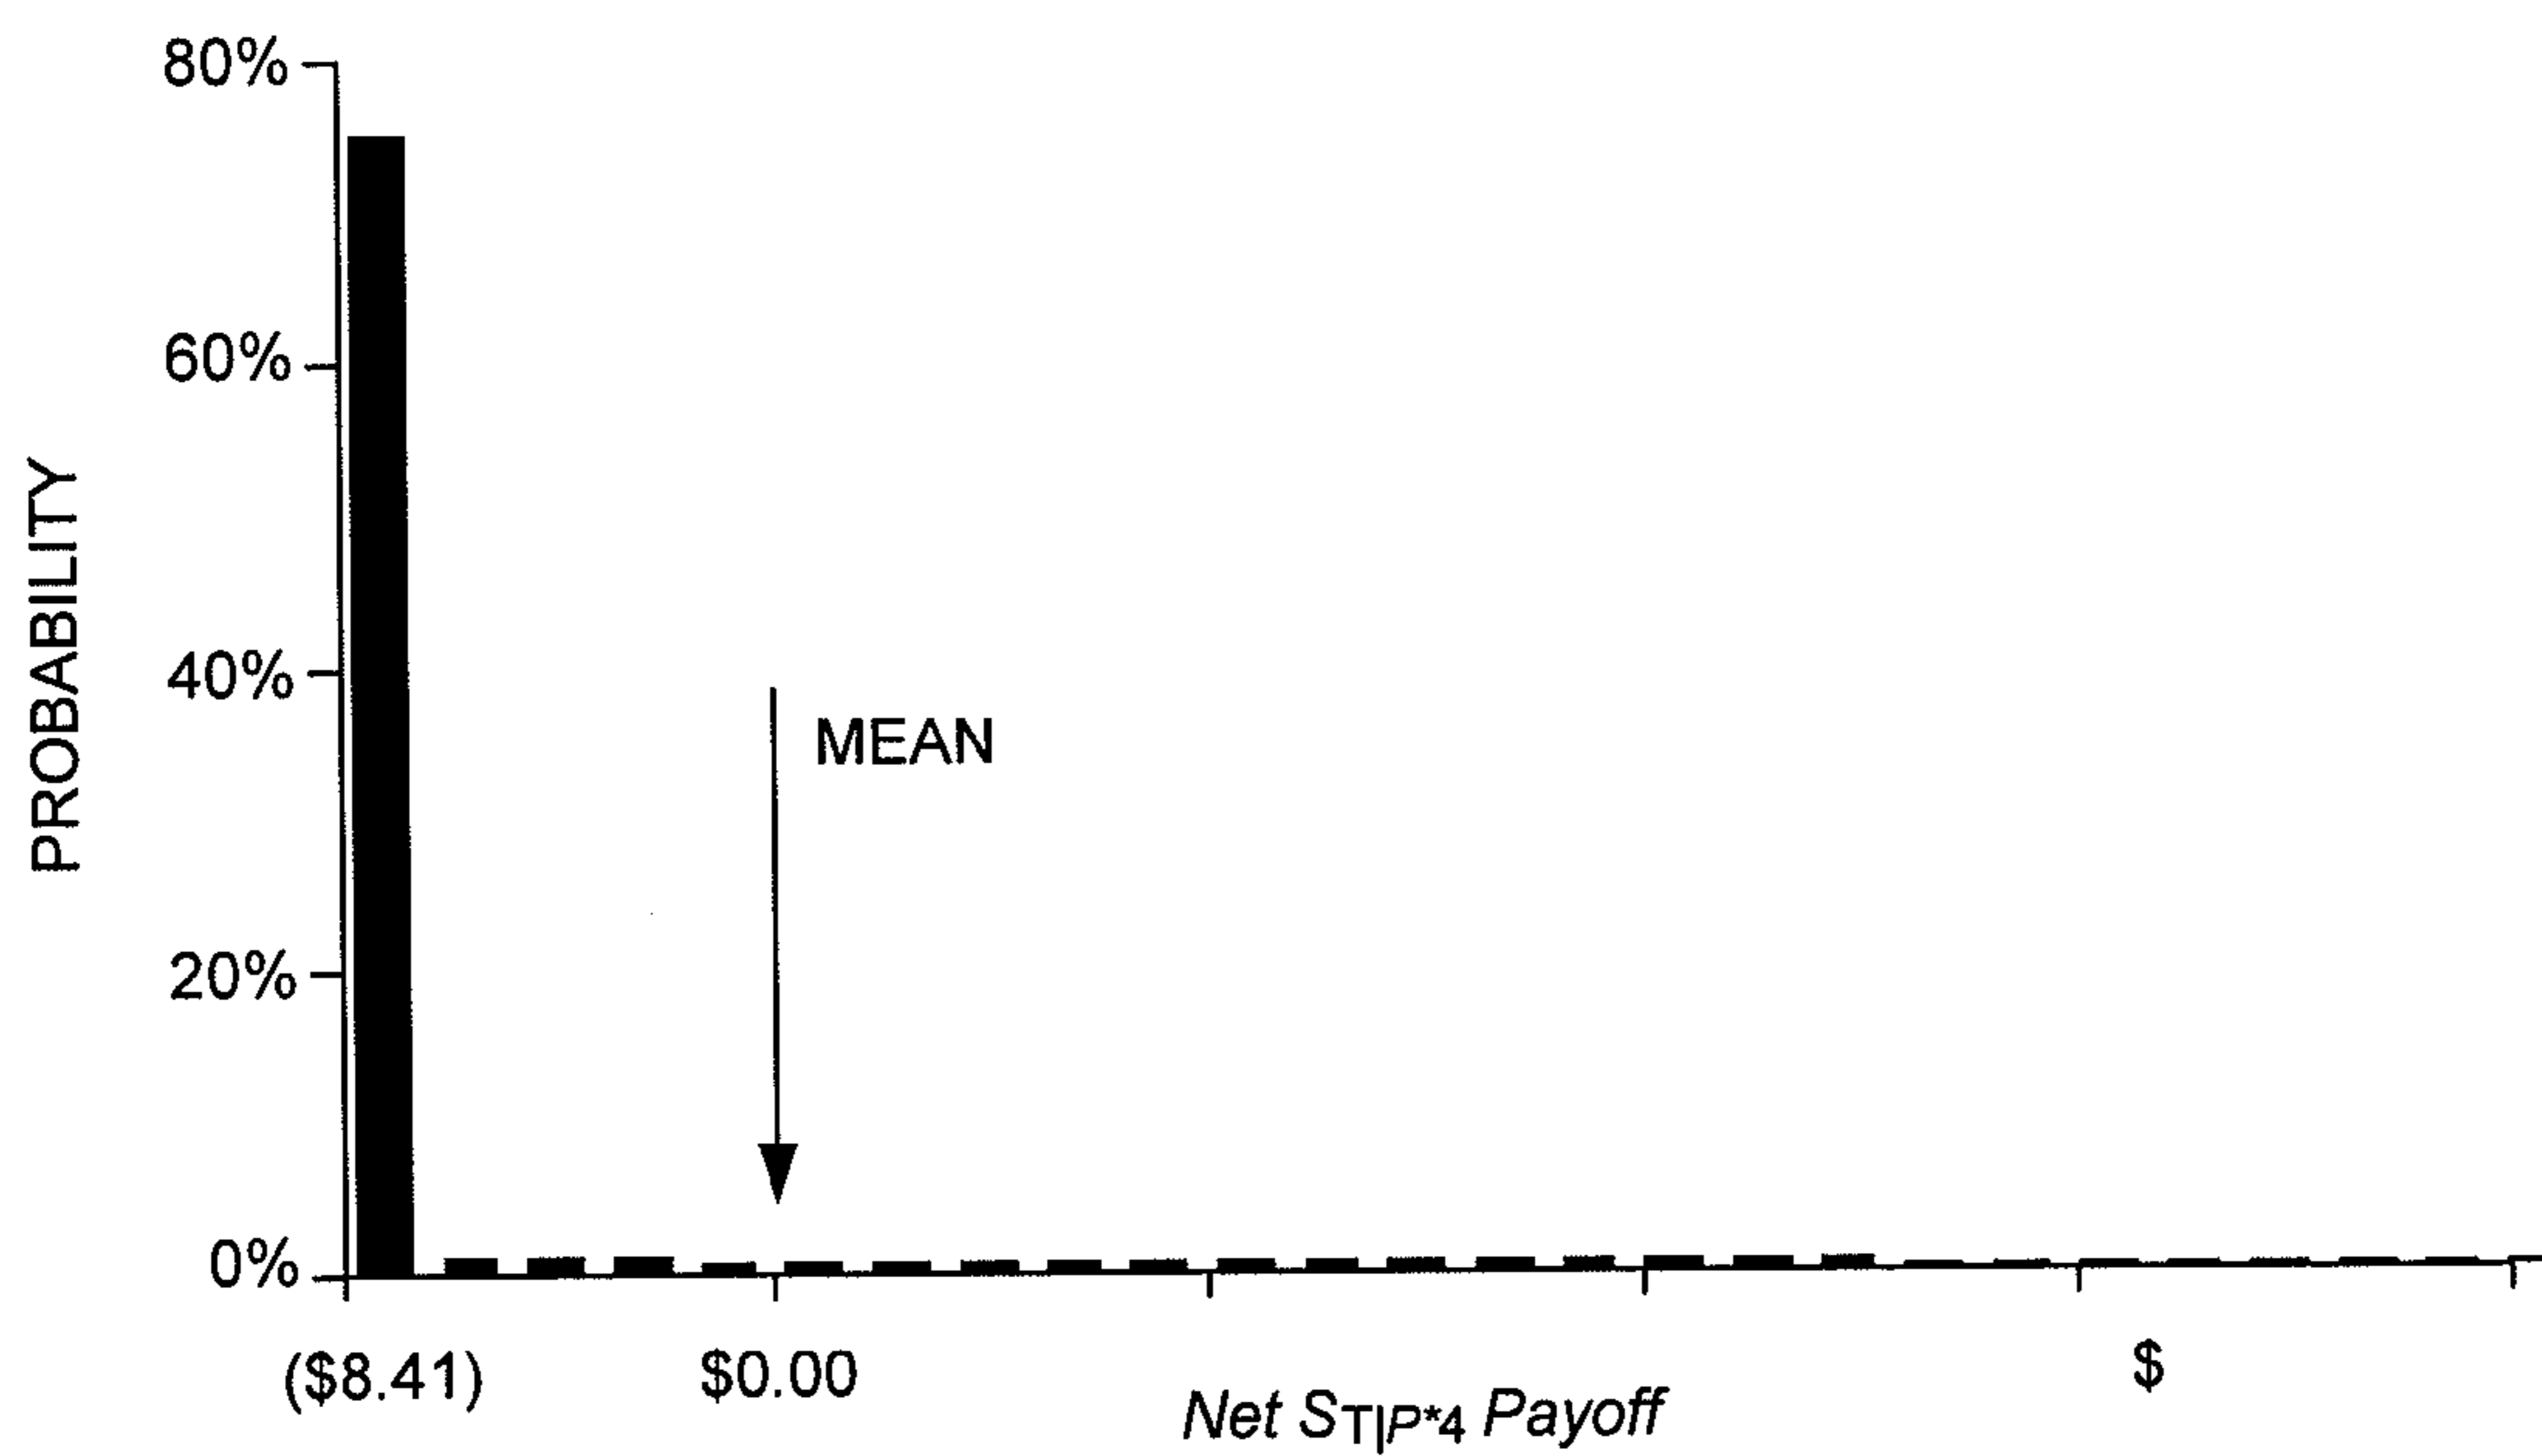 80%
60%
40%
20%
0%
PROBABILITY
MEAN
($8.41)
$0.00
$
Net ST|P*4 Payoff